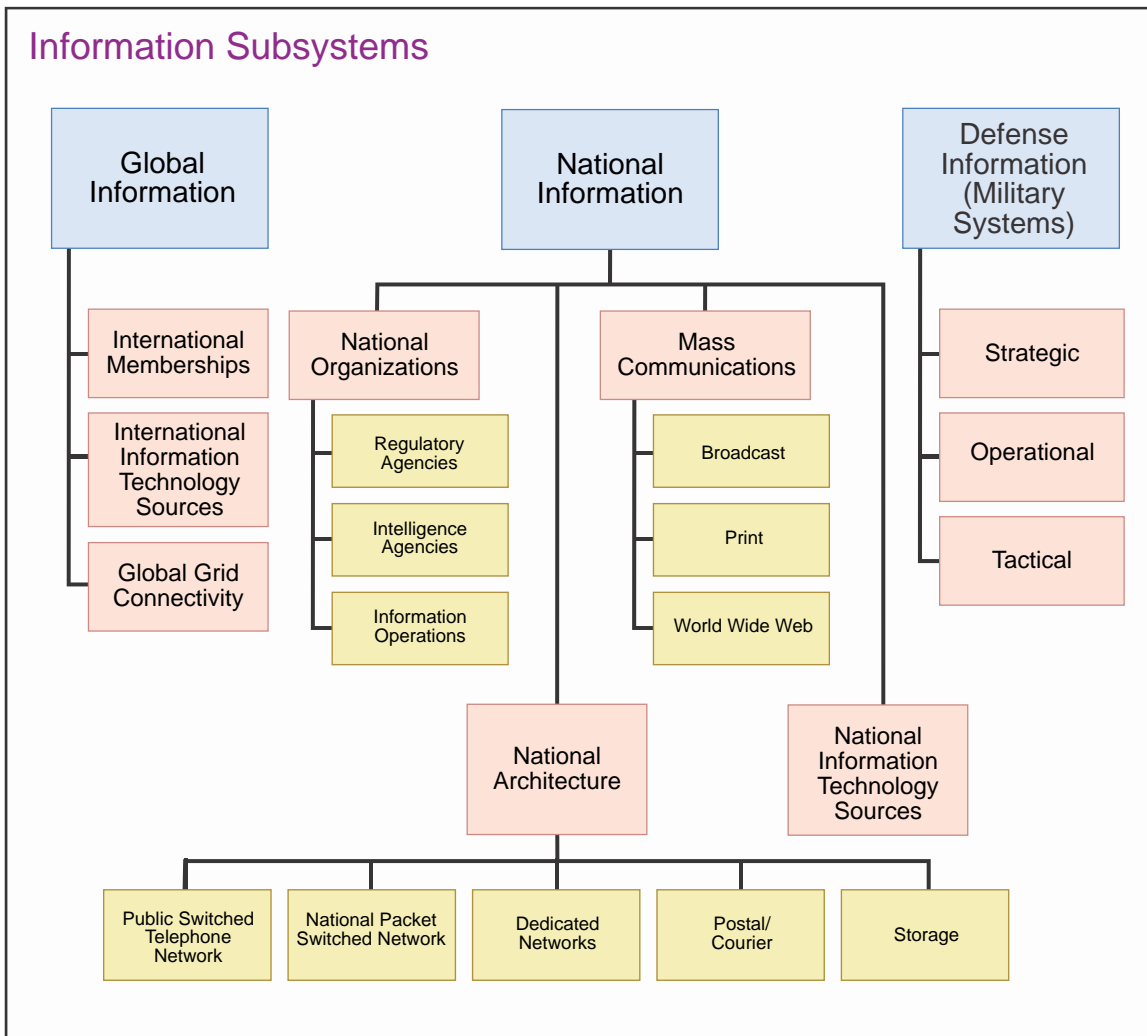 Information Subsystems
Global
Information
National
Information
Defense
Information
(Military
Systems)
International
Memberships
International
Information
Technology
Sources
Global Grid
Connectivity
National
Organizations
Regulatory
Agencies
Intelligence
Agencies
Information
Operations
Mass
Communications
Broadcast
Print
World Wide Web
Strategic
Operational
Tactical
National
Architecture
National
Information
Technology
Sources
Public Switched
Telephone
Network
National Packet
Switched Network
Dedicated
Networks
Postal/
Courier
Storage